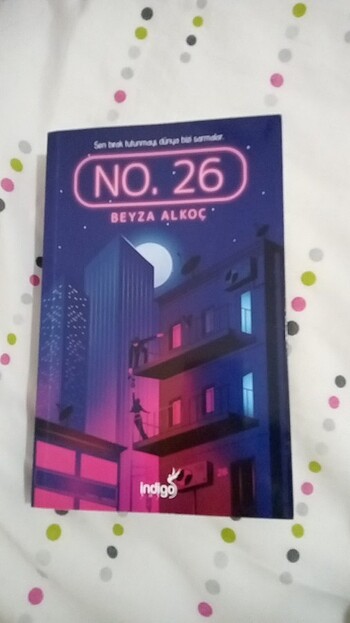 Sen bırak tutunmayı, dünya bizi sarmalar.
NO. 26
BEYZA ALKOÇ
indigo